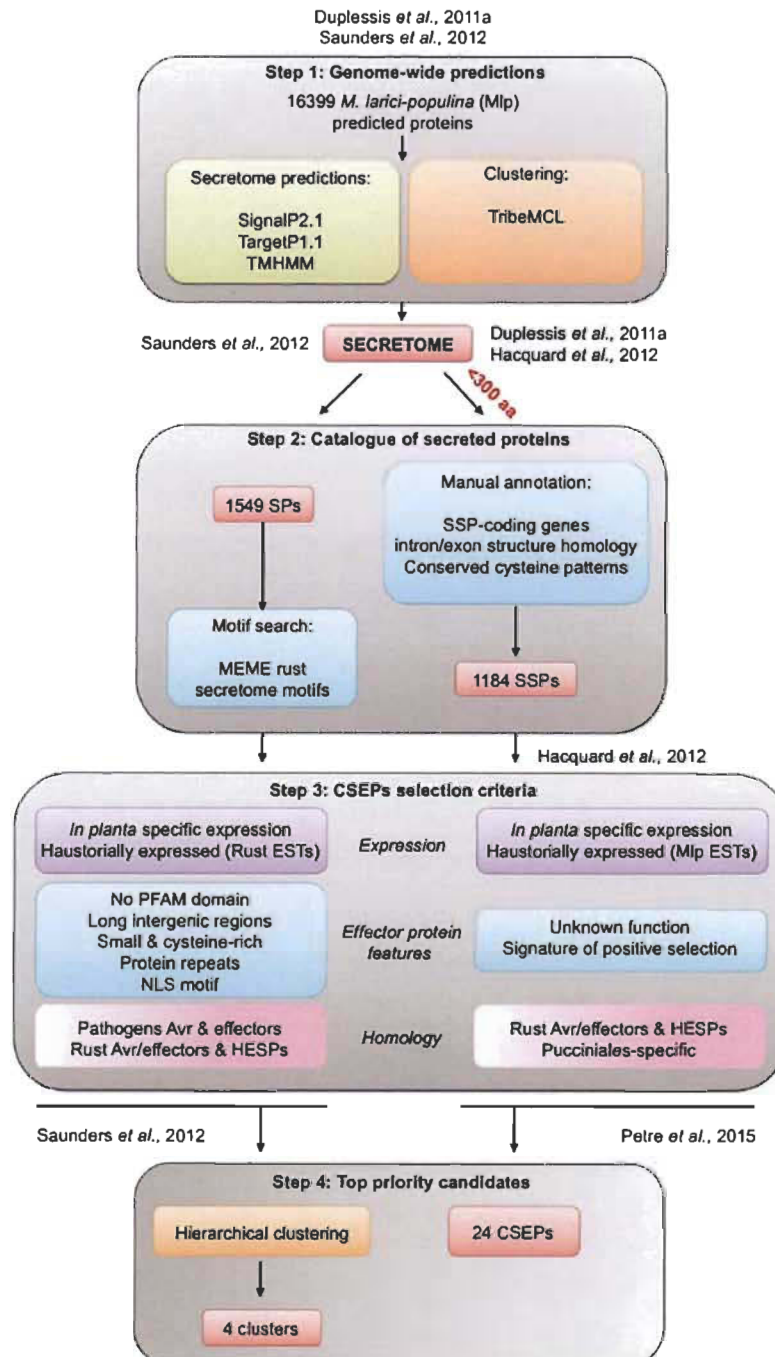 Duplessis et al., 2011a
Saunders et al., 2012
Step 1: Genome-wide predictions
16399 M. larici-populina (Mlp)
predicted proteins
Secretome predictions:
SignalP2.1
TargetP1.1
TMHMM
Clustering:
TribeMCL
Saunders et al., 2012
SECRETOME
Duplessis et al., 2011a
Hacquard et al., 2012
<300 aa
Step 2: Catalogue of secreted proteins
1549 SPs
Motif search:
MEME rust
secretome motifs
Manual annotation:
SSP-coding genes
intron/exon structure homology
Conserved cysteine patterns
1184 SSPs
Hacquard et al., 2012
Step 3: CSEPs selection criteria
In planta specific expression
Haustorially expressed (Rust ESTs)
Expression
In planta specific expression
Haustorially expressed (Mlp ESTs)
No PFAM domain
Long intergenic regions
Small & cysteine-rich
Protein repeats
NLS motif
Effector protein
features
Unknown function
Signature of positive selection
Pathogens Avr & effectors
Rust Avr/effectors & HESPs
Homology
Rust Avr/effectors & HESPs
Pucciniales-specific
Saunders et al., 2012
Petre et al., 2015
Step 4: Top priority candidates
Hierarchical clustering
24 CSEPs
4 clusters